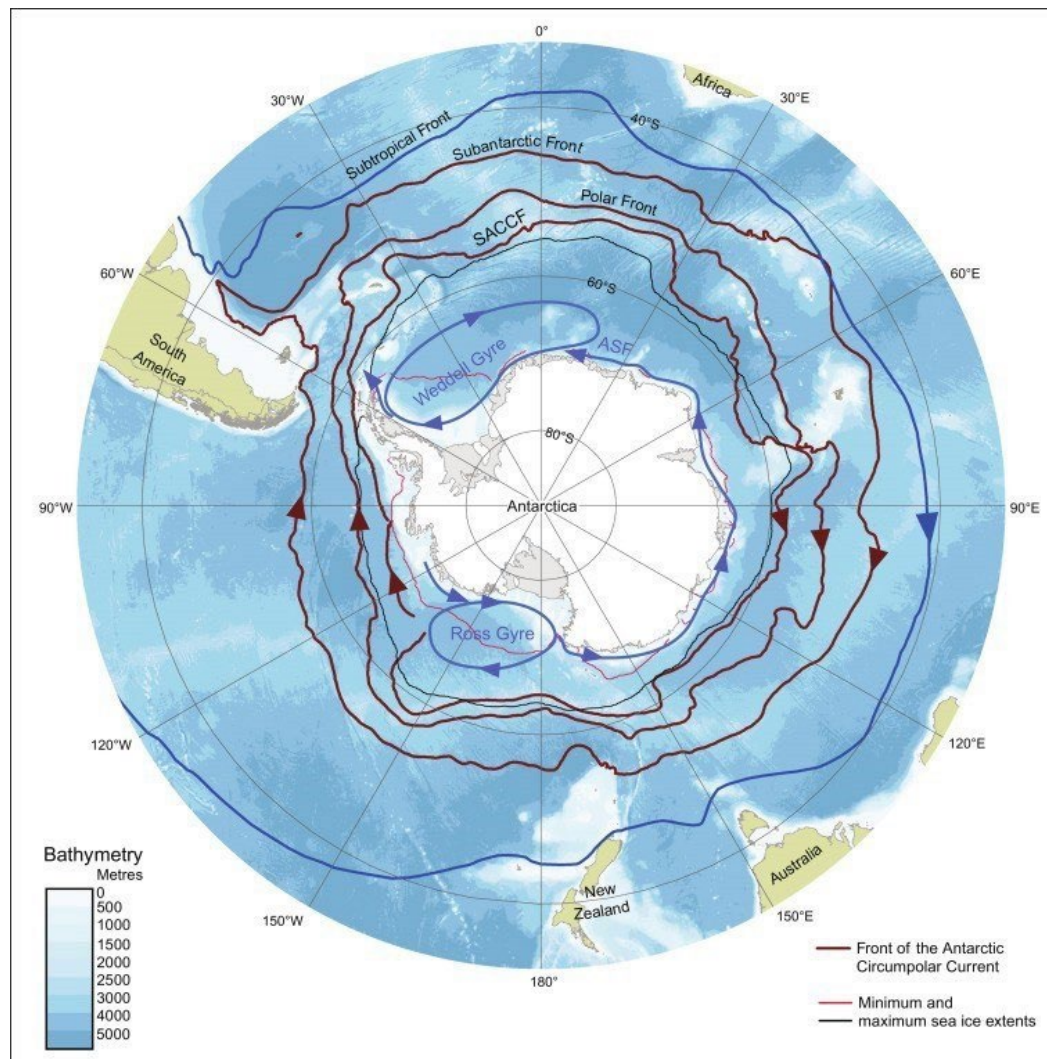 0°
30°W
30°E
Africa
40°S
Subtropical Front
Subantarctic Front
Polar Front
SACCF
60°W
60°E
60°S
South
America
Weddell Gyre
ASF
80°S
90°W
Antarctica
90°E
Ross Gyre
120°W
120°E
Australia
New
Zealand
150°W
150°E
180°
Bathymetry
Metres
0
500
1000
1500
2000
2500
3000
4000
5000
Front of the Antarctic
Circumpolar Current
Minimum and
maximum sea ice extents